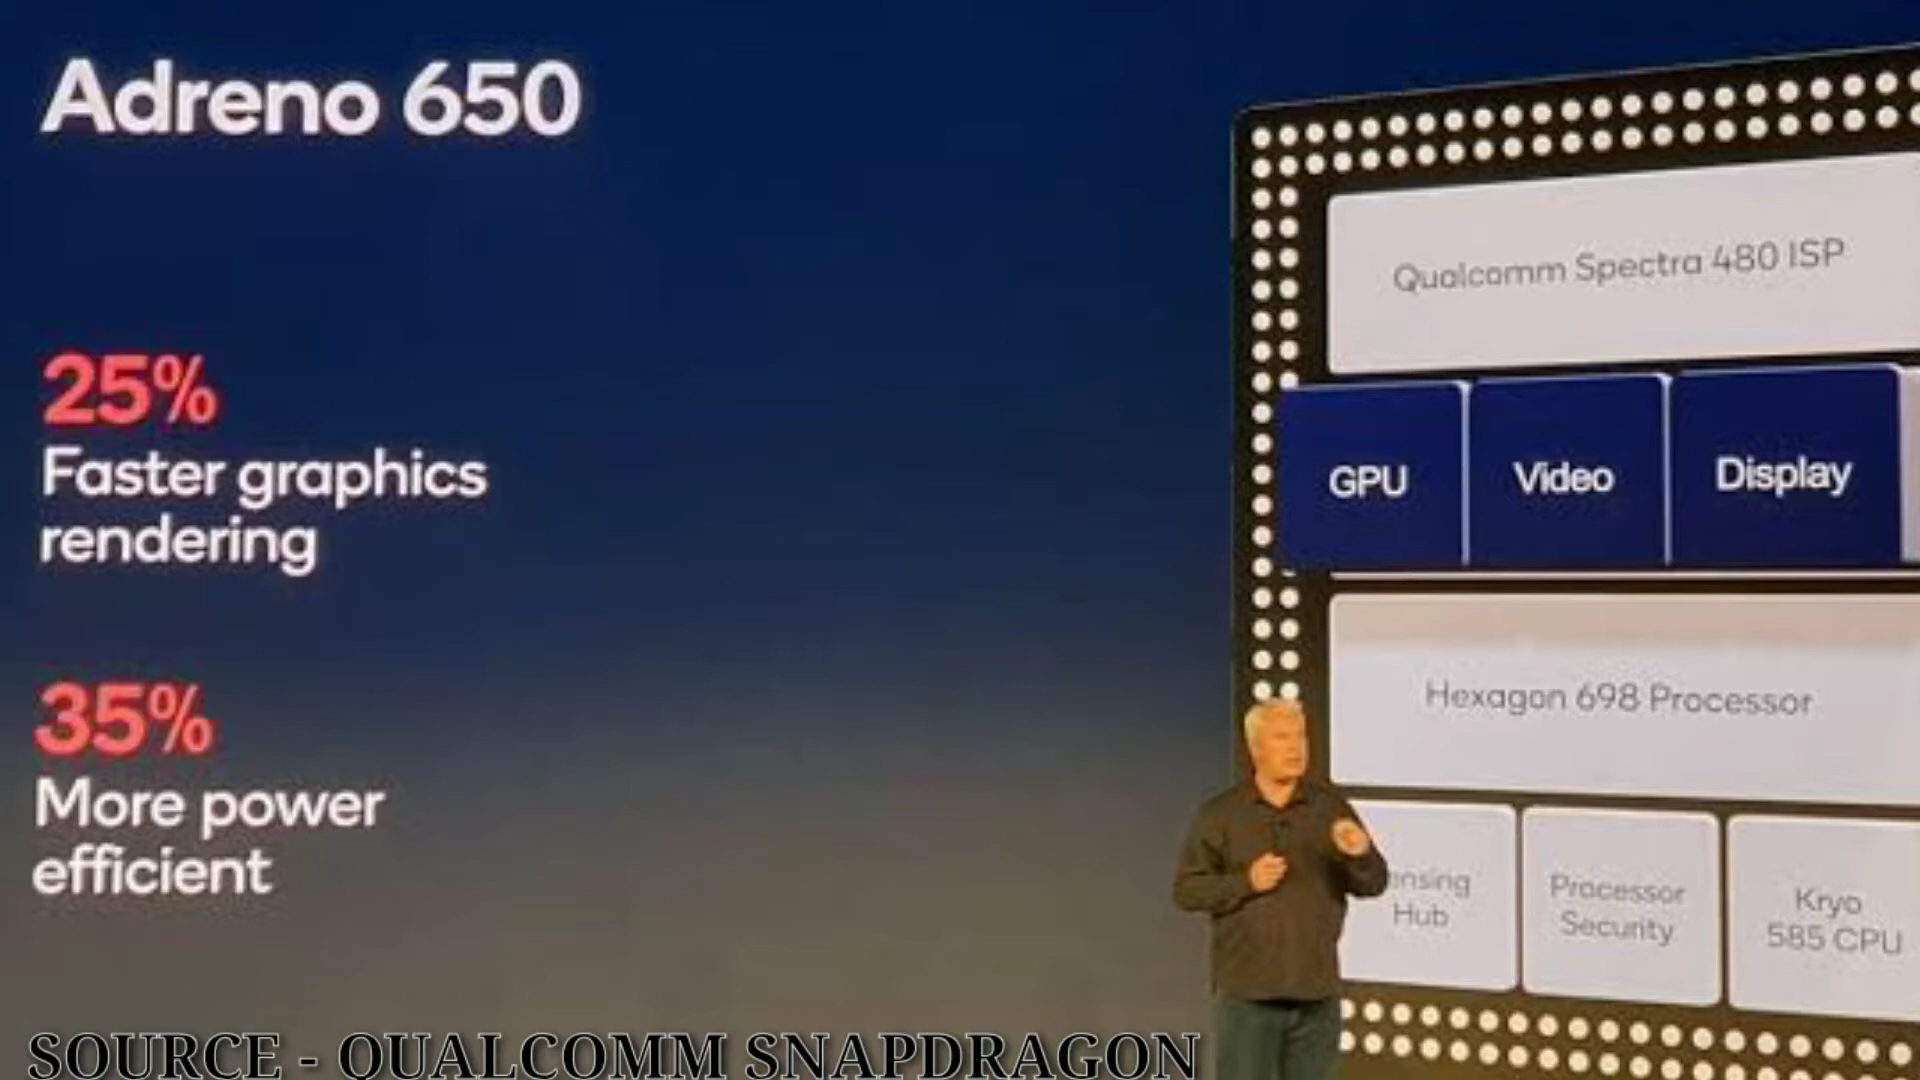 Adreno 650
25%
Faster graphics
rendering
35%
More power
efficient
Qualcomm Spectra 480 ISP
GPU
Video
Display
Hexagon 698 Processor
Hub
Processor
Security
Kryo
585 CPU
SOURCE - QUALCOMM SNAPDRAGON